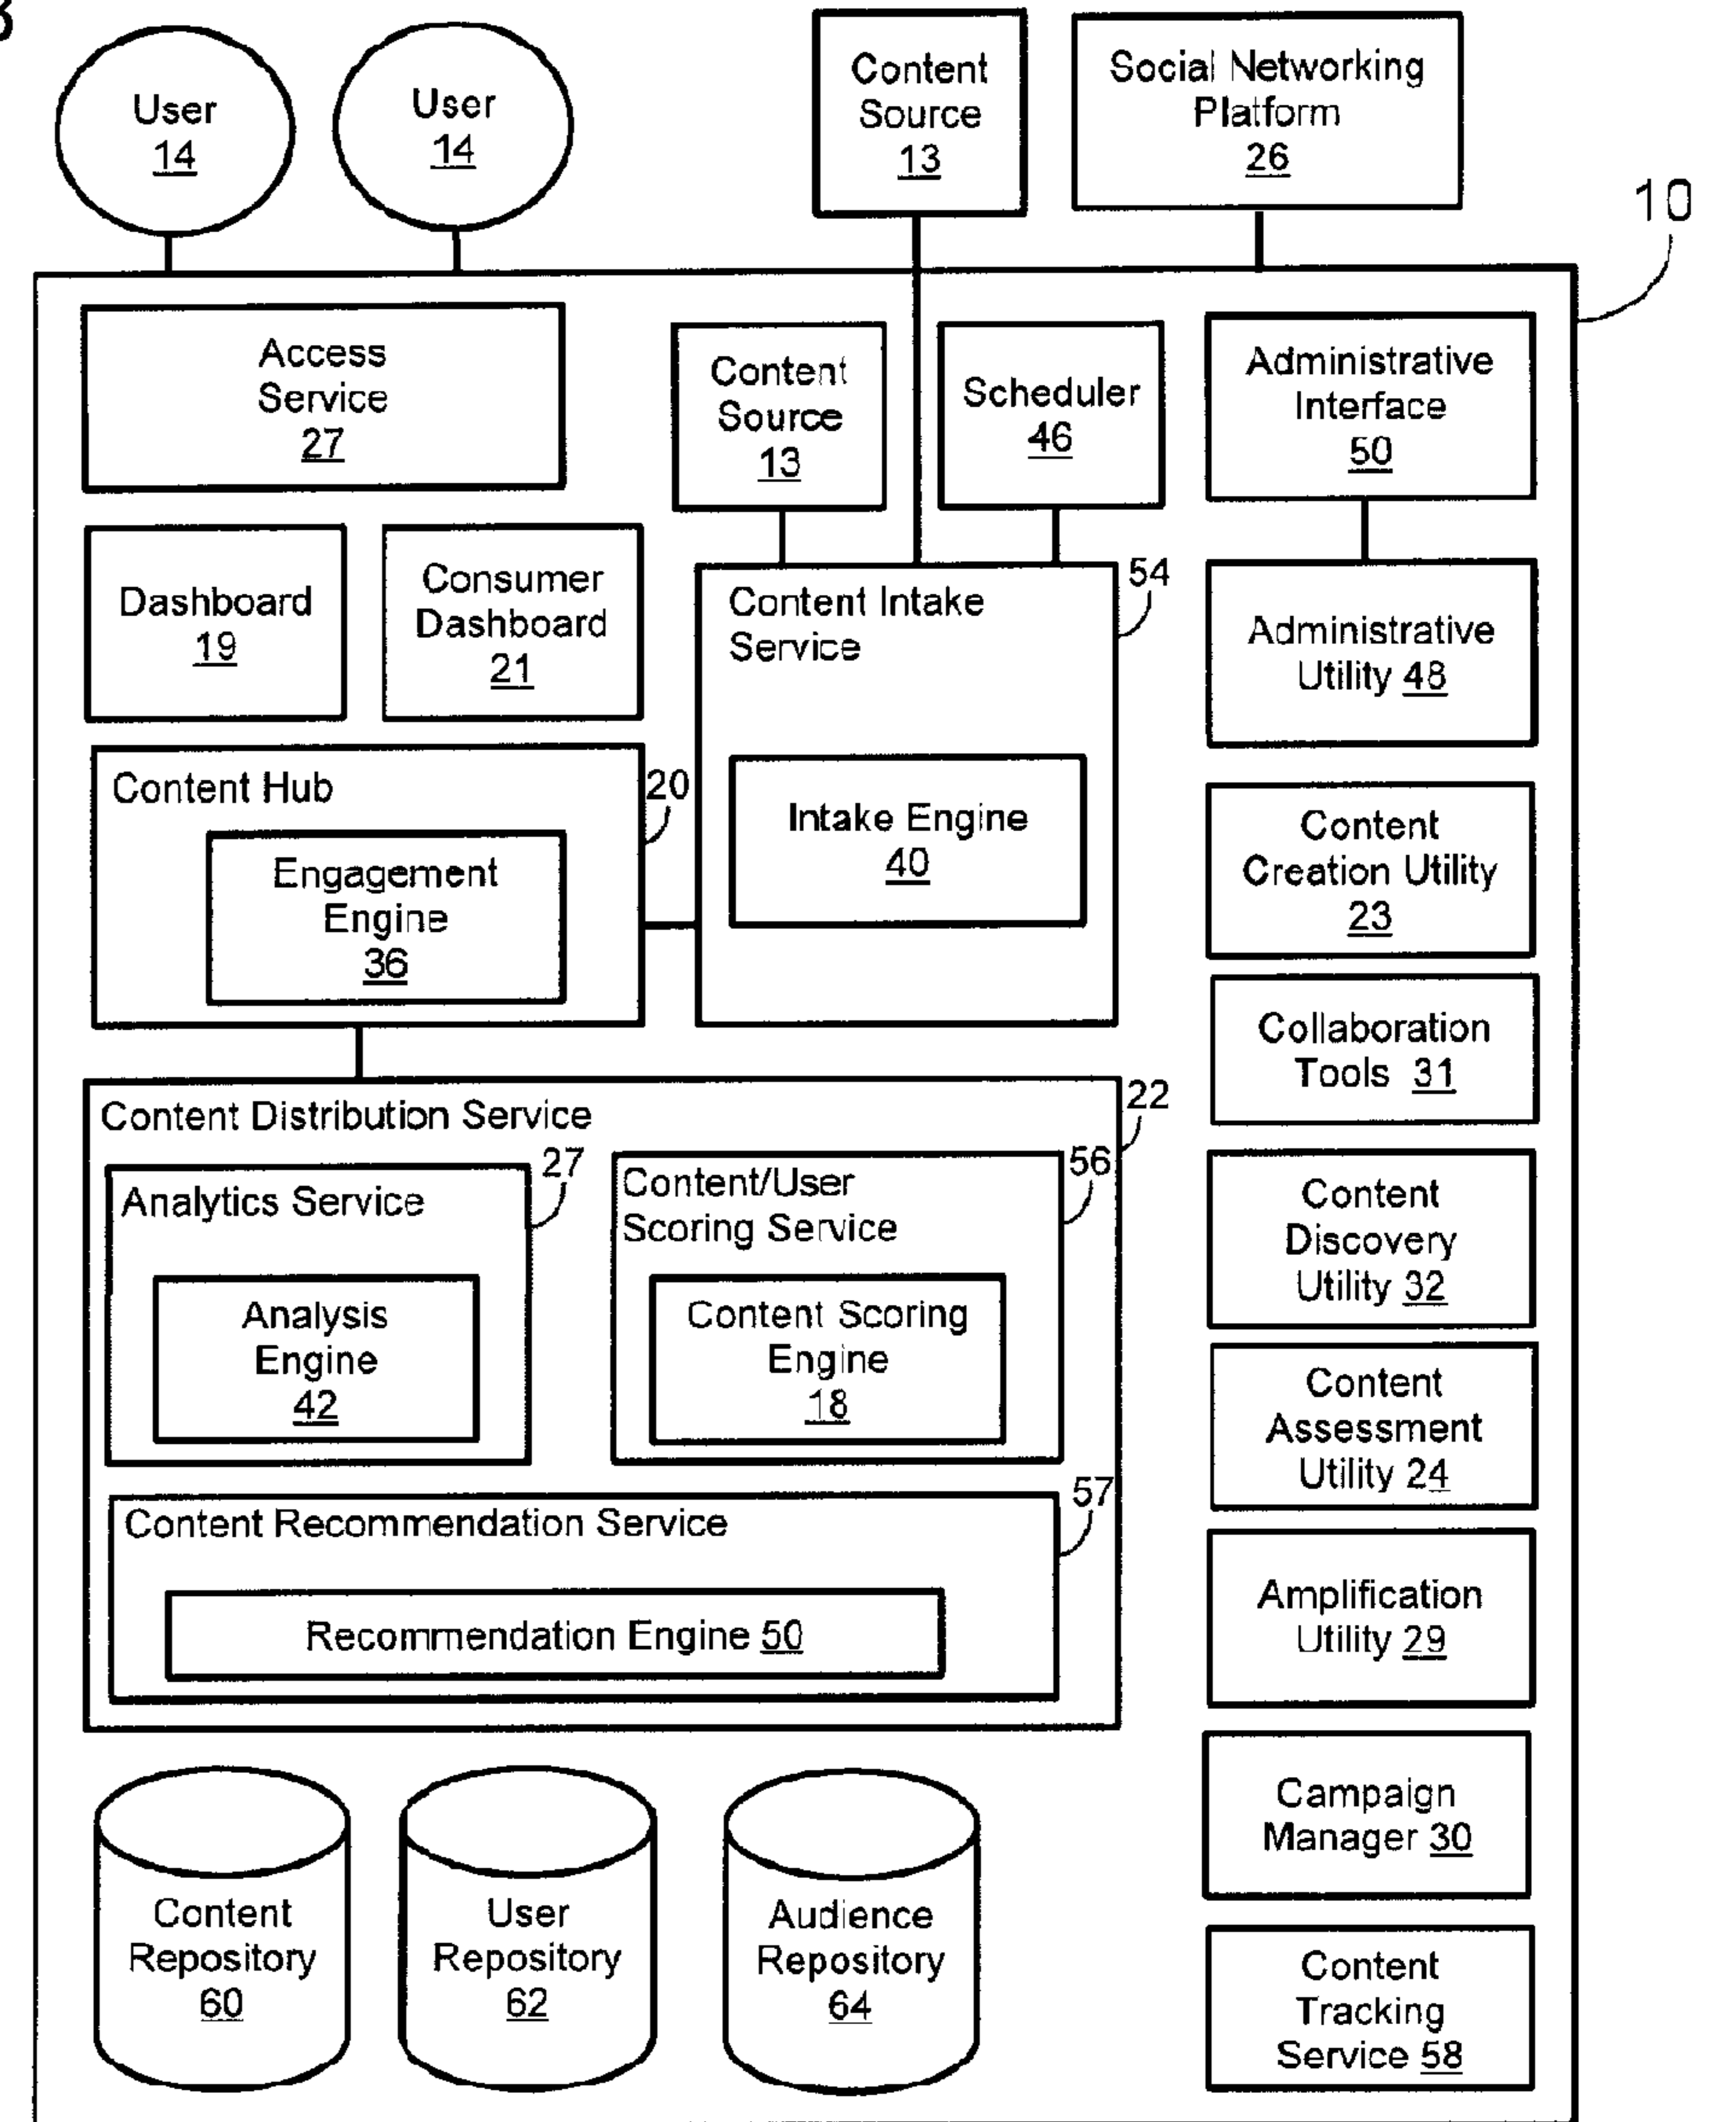 User
14
User
14
Content
Source
13
Social Networking
Platform
26
10
Access
Service
27
Content
Source
13
Scheduler
46
Administrative
Interface
50
Dashboard
19
Consumer
Dashboard
21
Content Intake
Service
54
Administrative
Utility 48
Content Hub
20
Engagement
Engine
36
Intake Engine
40
Content
Creation Utility
23
Collaboration
Tools 31
Content Distribution Service
22
Analytics Service
27
Analysis
Engine
42
Content/User
Scoring Service
56
Content Scoring
Engine
18
Content
Discovery
Utility 32
Content
Assessment
Utility 24
Content Recommendation Service
57
Recommendation Engine 50
Amplification
Utility 29
Campaign
Manager 30
Content
Repository
60
User
Repository
62
Audience
Repository
64
Content
Tracking
Service 58